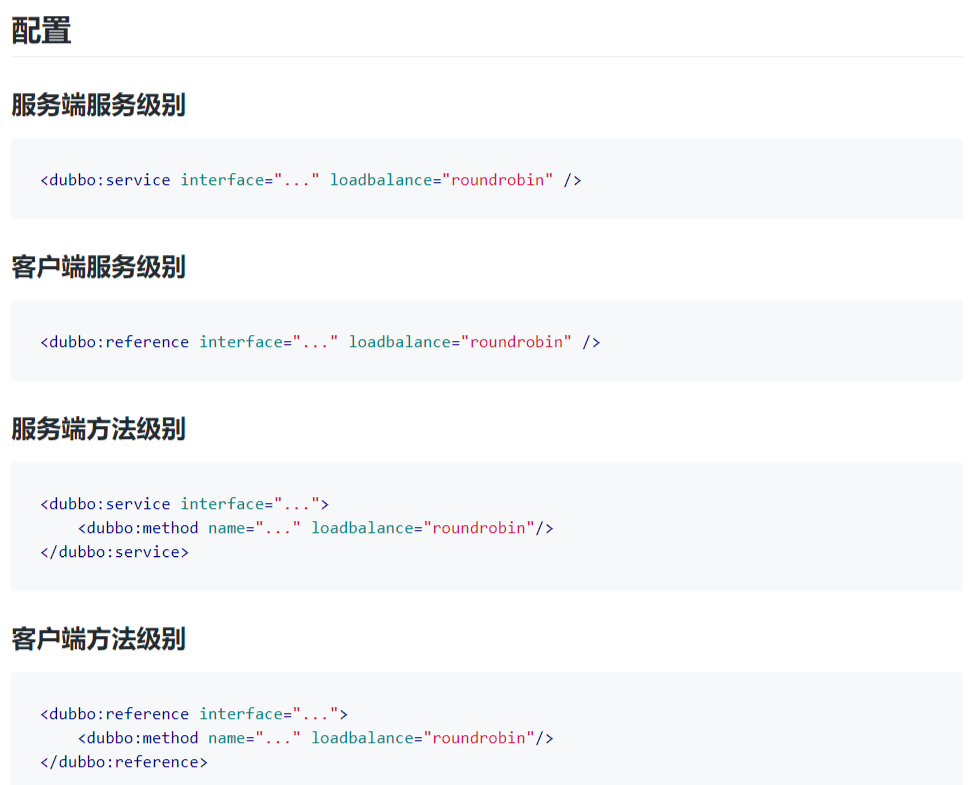 配置
服务端服务级别
<dubbo:service interface="..." loadbalance="roundrobin" />
客户端服务级别
<dubbo:reference interface="..." loadbalance="roundrobin" />
服务端方法级别
<dubbo:service interface="...">
    <dubbo:method name="..." loadbalance="roundrobin"/>
</dubbo:service>
客户端方法级别
<dubbo:reference interface="...">
    <dubbo:method name="..." loadbalance="roundrobin"/>
</dubbo:reference>